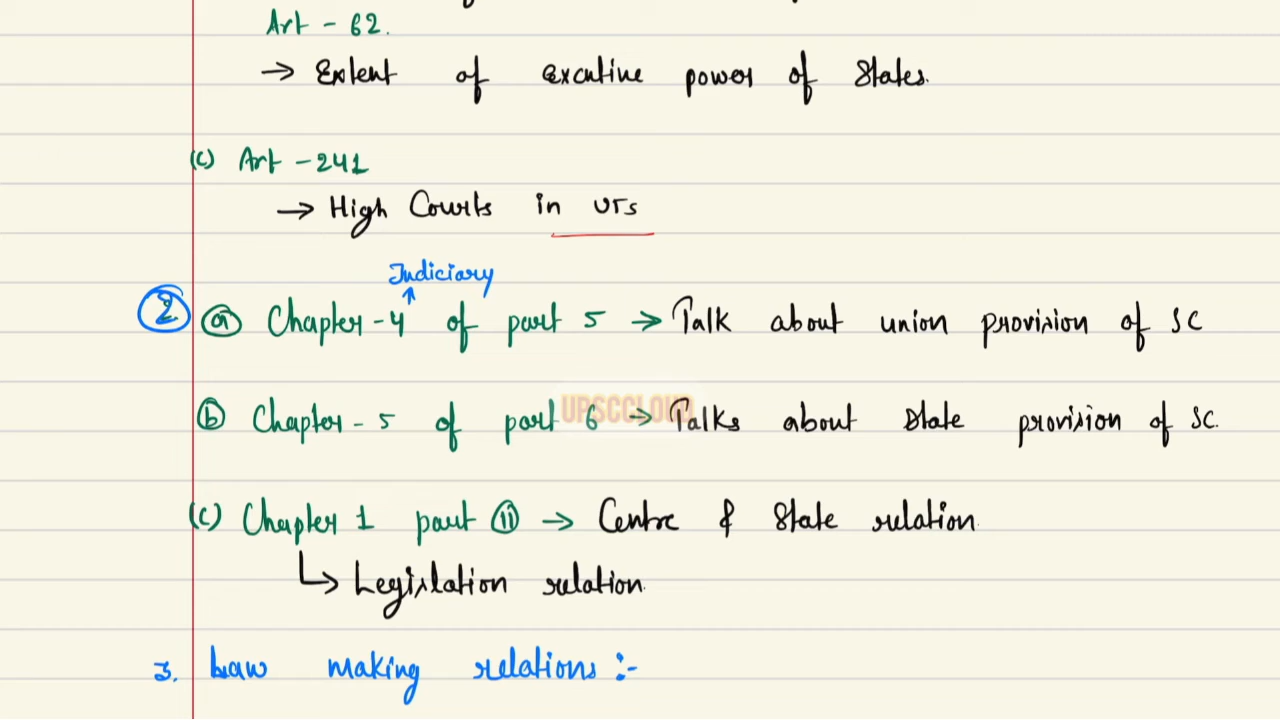 Art - 62.
→ Extent of executive power of States.
(c) Art - 241
→ High Courts in UTs
Judiciary
2 (a) Chapter - 4 of part 5 → Talk about union provision of SC
(b) Chapter - 5 of part 6 → Talks about State provision of SC.
UPSCCLOUD
(c) Chapter 1 part 11 → Centre & State relation
↳ Legislation relation.
3. Law making relations :-